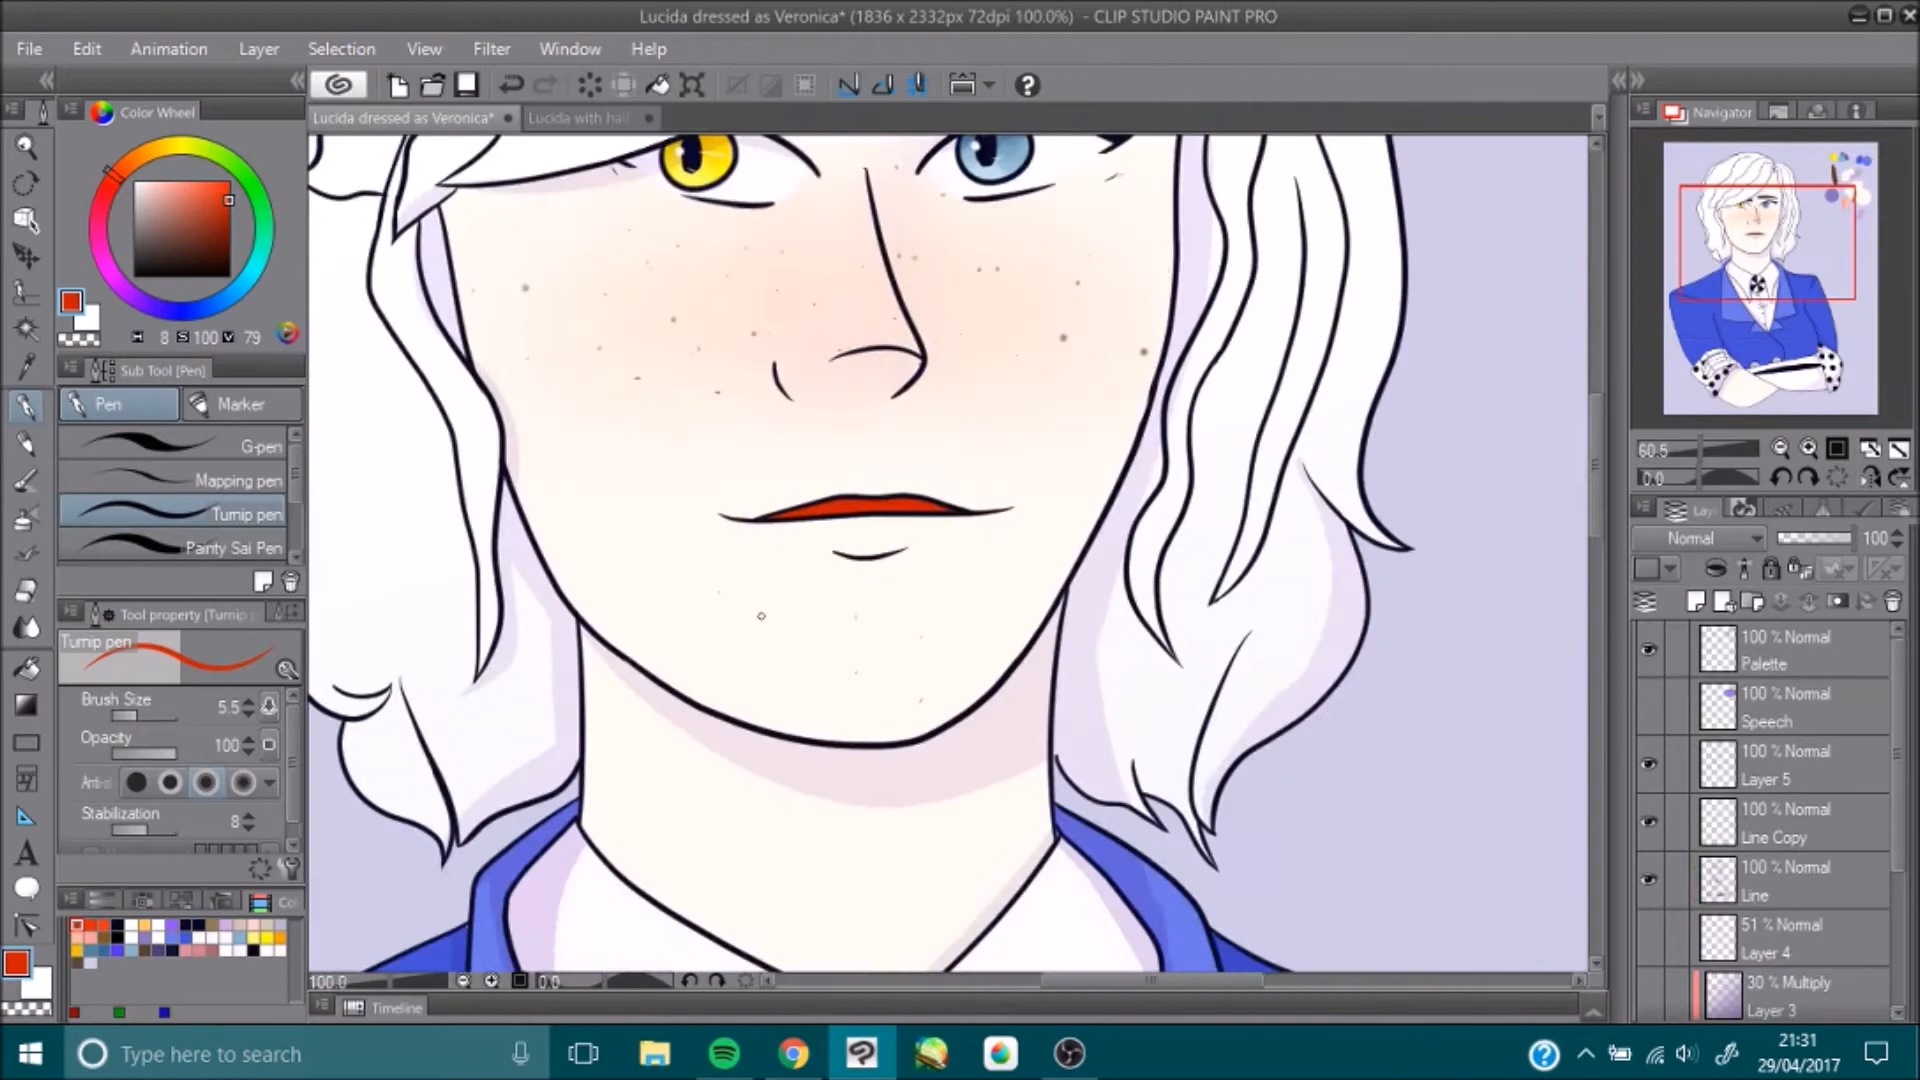 Lucida dressed as Veronica* (1836 x 2332px 72dpi 100.0%) - CLIP STUDIO PAINT PRO
File Edit Animation Layer Selection View Filter Window Help
Color Wheel
Lucida dressed as Veronica*
Lucida with half
Navigator
H 8 S 100 V 79
Sub Tool [Pen]
Pen
Marker
G-pen
Mapping pen
Turnip pen
Painty Sai Pen
Tool property [Turnip p
Turnip pen
Brush Size 5.5
Opacity 100
Anti-a
Stabilization 8
Co
100.0
0.0
Timeline
60.5
0.0
Lay
Normal 100
100 % Normal
Palette
100 % Normal
Speech
100 % Normal
Layer 5
100 % Normal
Line Copy
100 % Normal
Line
51 % Normal
Layer 4
30 % Multiply
Layer 3
Type here to search
21:31
29/04/2017